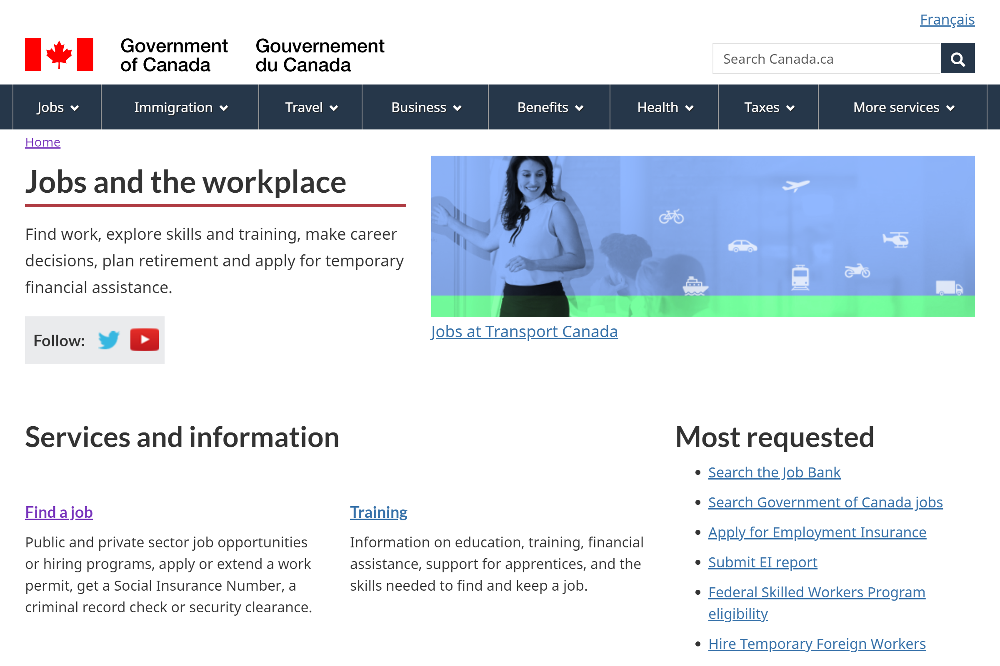 Français
Government of Canada
Gouvernement du Canada
Search Canada.ca
Jobs
Immigration
Travel
Business
Benefits
Health
Taxes
More services
Home
Jobs and the workplace
Find work, explore skills and training, make career
decisions, plan retirement and apply for temporary
financial assistance.
Follow:
Jobs at Transport Canada
Services and information
Find a job
Public and private sector job opportunities
or hiring programs, apply or extend a work
permit, get a Social Insurance Number, a
criminal record check or security clearance.
Training
Information on education, training, financial
assistance, support for apprentices, and the
skills needed to find and keep a job.
Most requested
Search the Job Bank
Search Government of Canada jobs
Apply for Employment Insurance
Submit EI report
Federal Skilled Workers Program
eligibility
Hire Temporary Foreign Workers